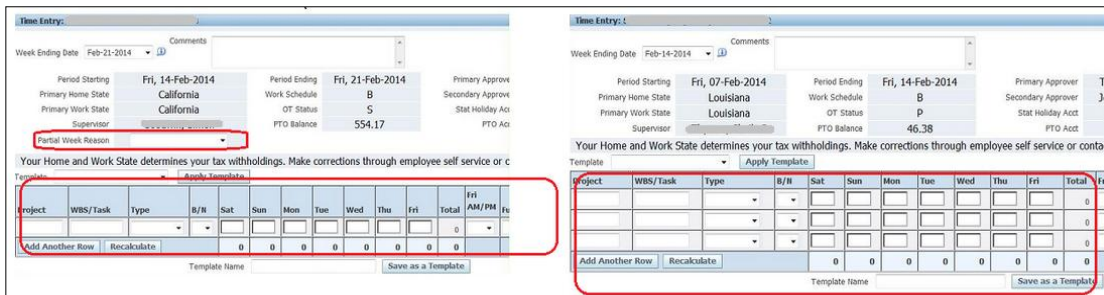 Time Entry:
Comments
Week Ending Date Feb-21-2014
Period Starting Fri, 14-Feb-2014 Period Ending Fri, 21-Feb-2014 Primary Approve
Primary Home State California Work Schedule B Secondary Approve
Primary Work State California OT Status S Stat Holiday Acc
Supervisor PTO Balance 554.17 PTO Acc
Partial Week Reason
Your Home and Work State determines your tax withholdings. Make corrections through employee self service or c
Template Apply Template
Project WBS/Task Type B/N Sat Sun Mon Tue Wed Thu Fri Total Fri AM/PM Fu
0
Add Another Row Recalculate 0 0 0 0 0 0 0 0
Template Name Save as a Template
Time Entry:
Comments
Week Ending Date Feb-14-2014
Period Starting Fri, 07-Feb-2014 Period Ending Fri, 14-Feb-2014 Primary Approver T
Primary Home State Louisiana Work Schedule B Secondary Approver J
Primary Work State Louisiana OT Status P Stat Holiday Acct
Supervisor PTO Balance 46.38 PTO Acct
Your Home and Work State determines your tax withholdings. Make corrections through employee self service or conta
Template Apply Template
Project WBS/Task Type B/N Sat Sun Mon Tue Wed Thu Fri Total Fu
0
0
0
Add Another Row Recalculate 0 0 0 0 0 0 0 0
Template Name Save as a Template